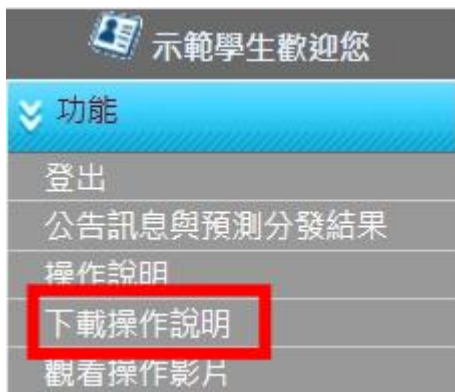 示範學生歡迎您
功能
登出
公告訊息與預測分發結果
操作說明
下載操作說明
觀看操作影片